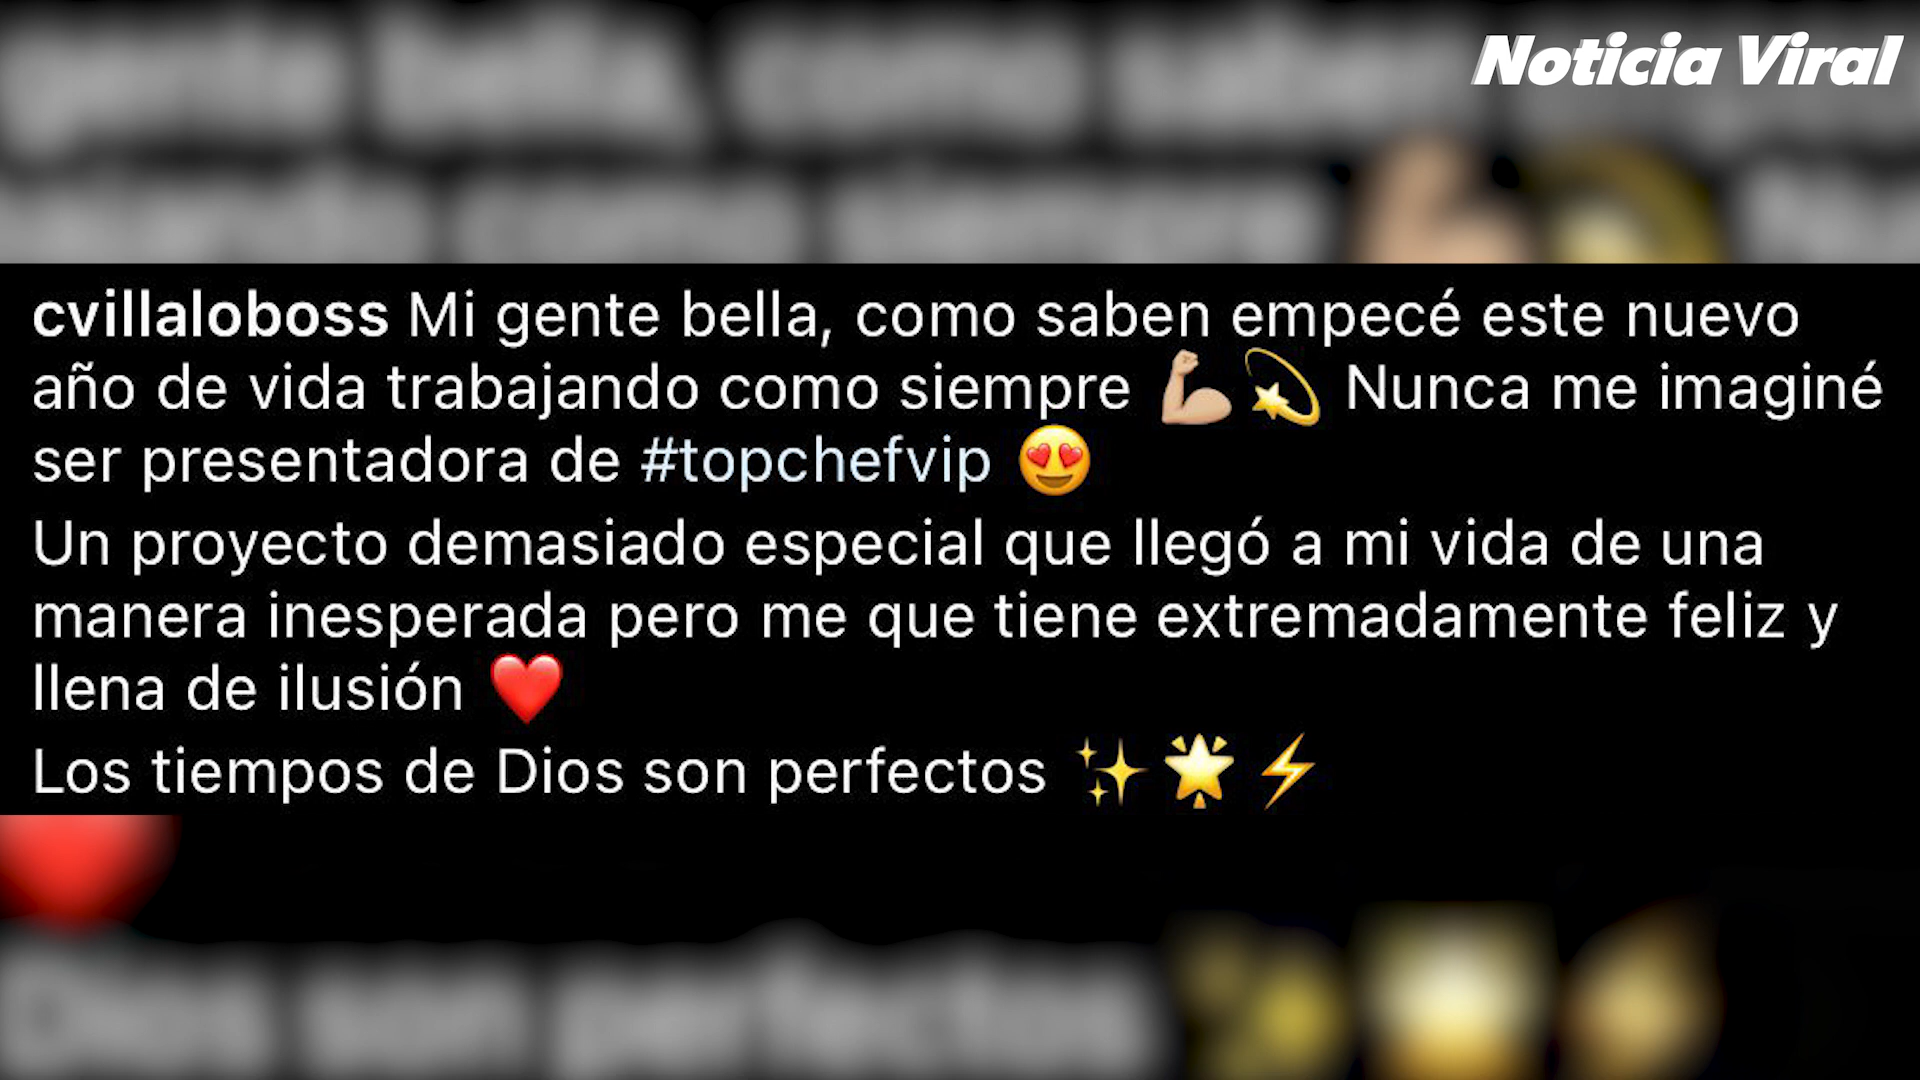 Noticia Viral
cvillaloboss Mi gente bella, como saben empecé este nuevo
año de vida trabajando como siempre 💪🏼💫 Nunca me imaginé
ser presentadora de #topchefvip 😍
Un proyecto demasiado especial que llegó a mi vida de una
manera inesperada pero me que tiene extremadamente feliz y
llena de ilusión ❤️
Los tiempos de Dios son perfectos ✨🌟⚡